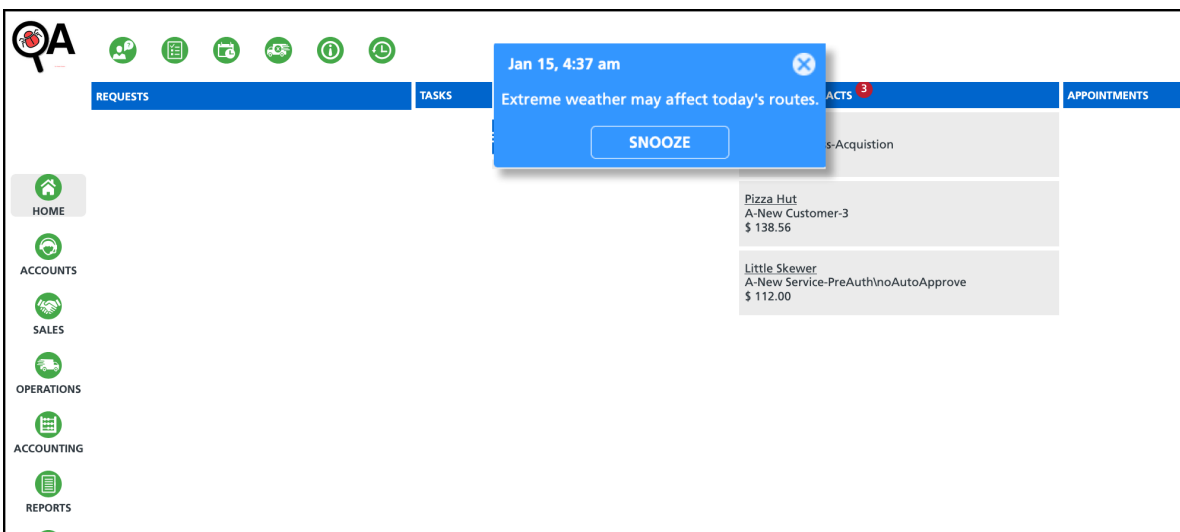 QA
Jan 15, 4:37 am
REQUESTS
TASKS
Extreme weather may affect today's routes.
ACTS
3
APPOINTMENTS
SNOOZE
s-Acquistion
HOME
Pizza Hut
A-New Customer-3
$ 138.56
ACCOUNTS
Little Skewer
A-New Service-PreAuth\noAutoApprove
$ 112.00
SALES
OPERATIONS
ACCOUNTING
REPORTS